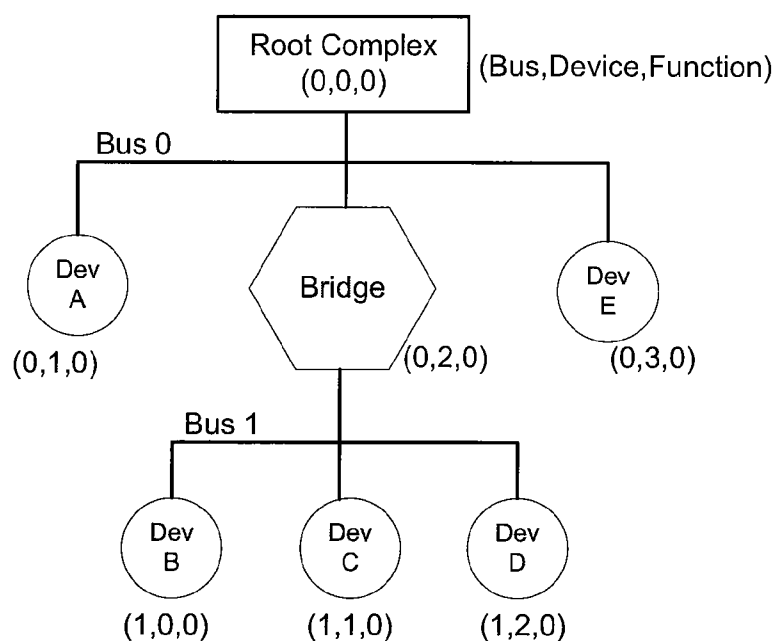 Root Complex
(0,0,0)
(Bus,Device,Function)
Bus 0
Dev
A
(0,1,0)
Bridge
(0,2,0)
Dev
E
(0,3,0)
Bus 1
Dev
B
(1,0,0)
Dev
C
(1,1,0)
Dev
D
(1,2,0)